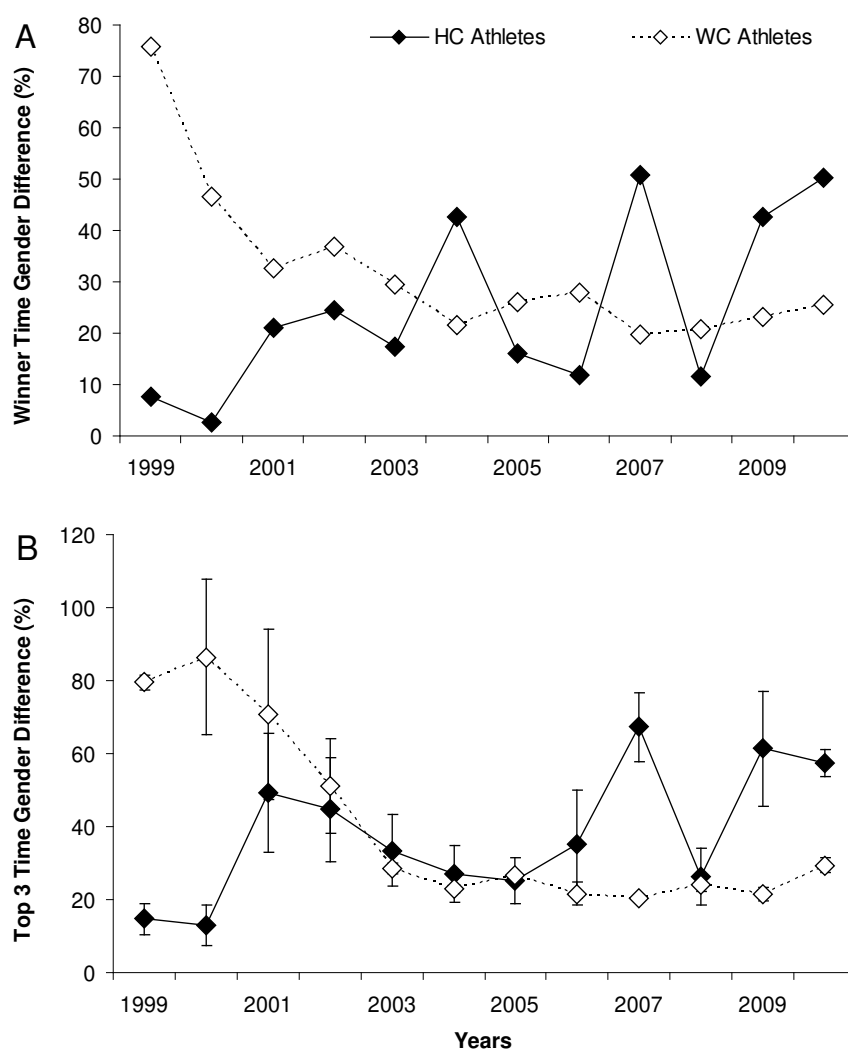 A
HC Athletes
WC Athletes
Winner Time Gender Difference (%)
80
70
60
50
40
30
20
10
0
1999 2001 2003 2005 2007 2009
B
Top 3 Time Gender Difference (%)
120
100
80
60
40
20
0
1999 2001 2003 2005 2007 2009
Years